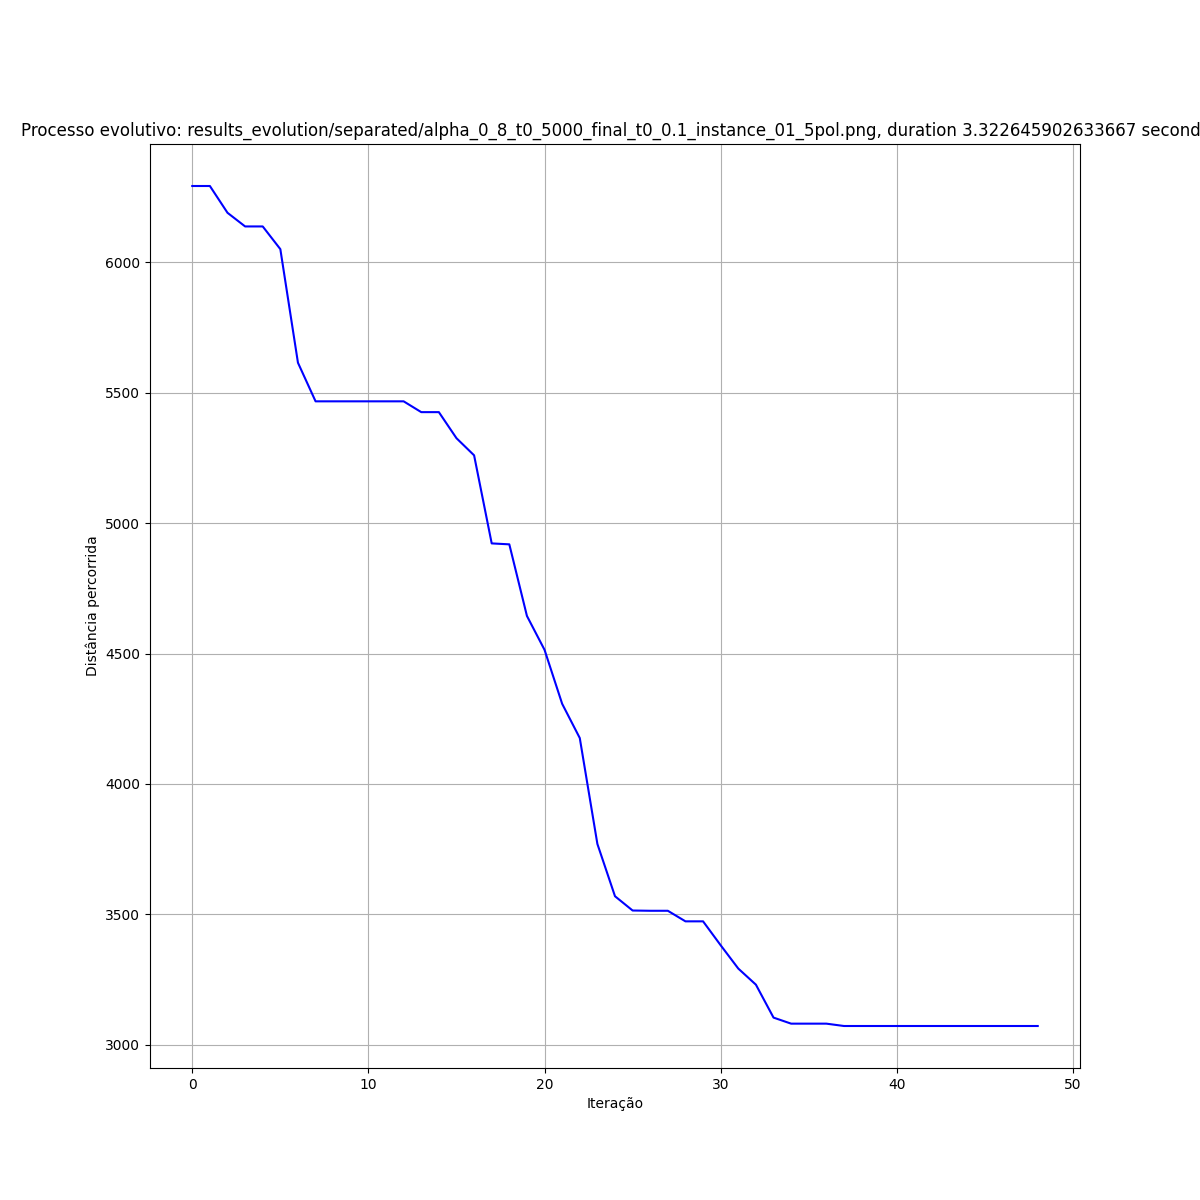 Processo evolutivo: results_evolution/separated/alpha_0_8_t0_5000_final_t0_0.1_instance_01_5pol.png, duration 3.322645902633667 second
6000
5500
5000
4500
4000
3500
3000
Distância percorrida
0 10 20 30 40 50
Iteração